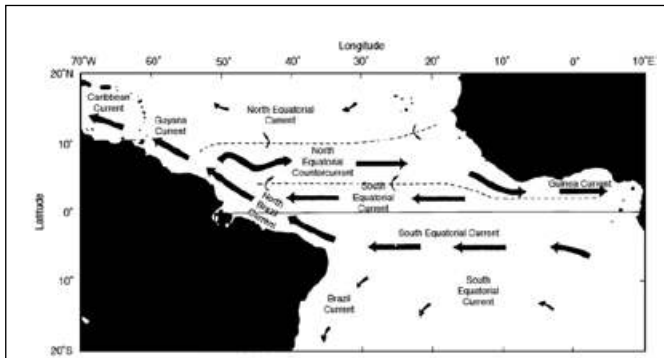 Longitude
70°W 60° 50° 40° 30° 20° 10° 0° 10°E
20°N
Caribbean
Current
Guyana
Current
North Equatorial
Current
10°
North
Equatorial
Countercurrent
Guinea Current
South
Equatorial
Current
North
Brazil
Current
Latitude
0°
South Equatorial Current
10°
South
Equatorial
Current
Brazil
Current
20°S